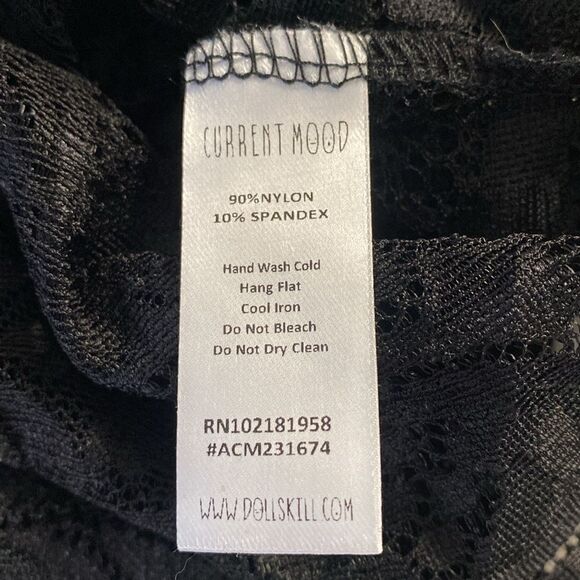 CURRENT MOOD
90%NYLON
10% SPANDEX
Hand Wash Cold
Hang Flat
Cool Iron
Do Not Bleach
Do Not Dry Clean
RN102181958
#ACM231674
WWW.DOLLSKILL.COM